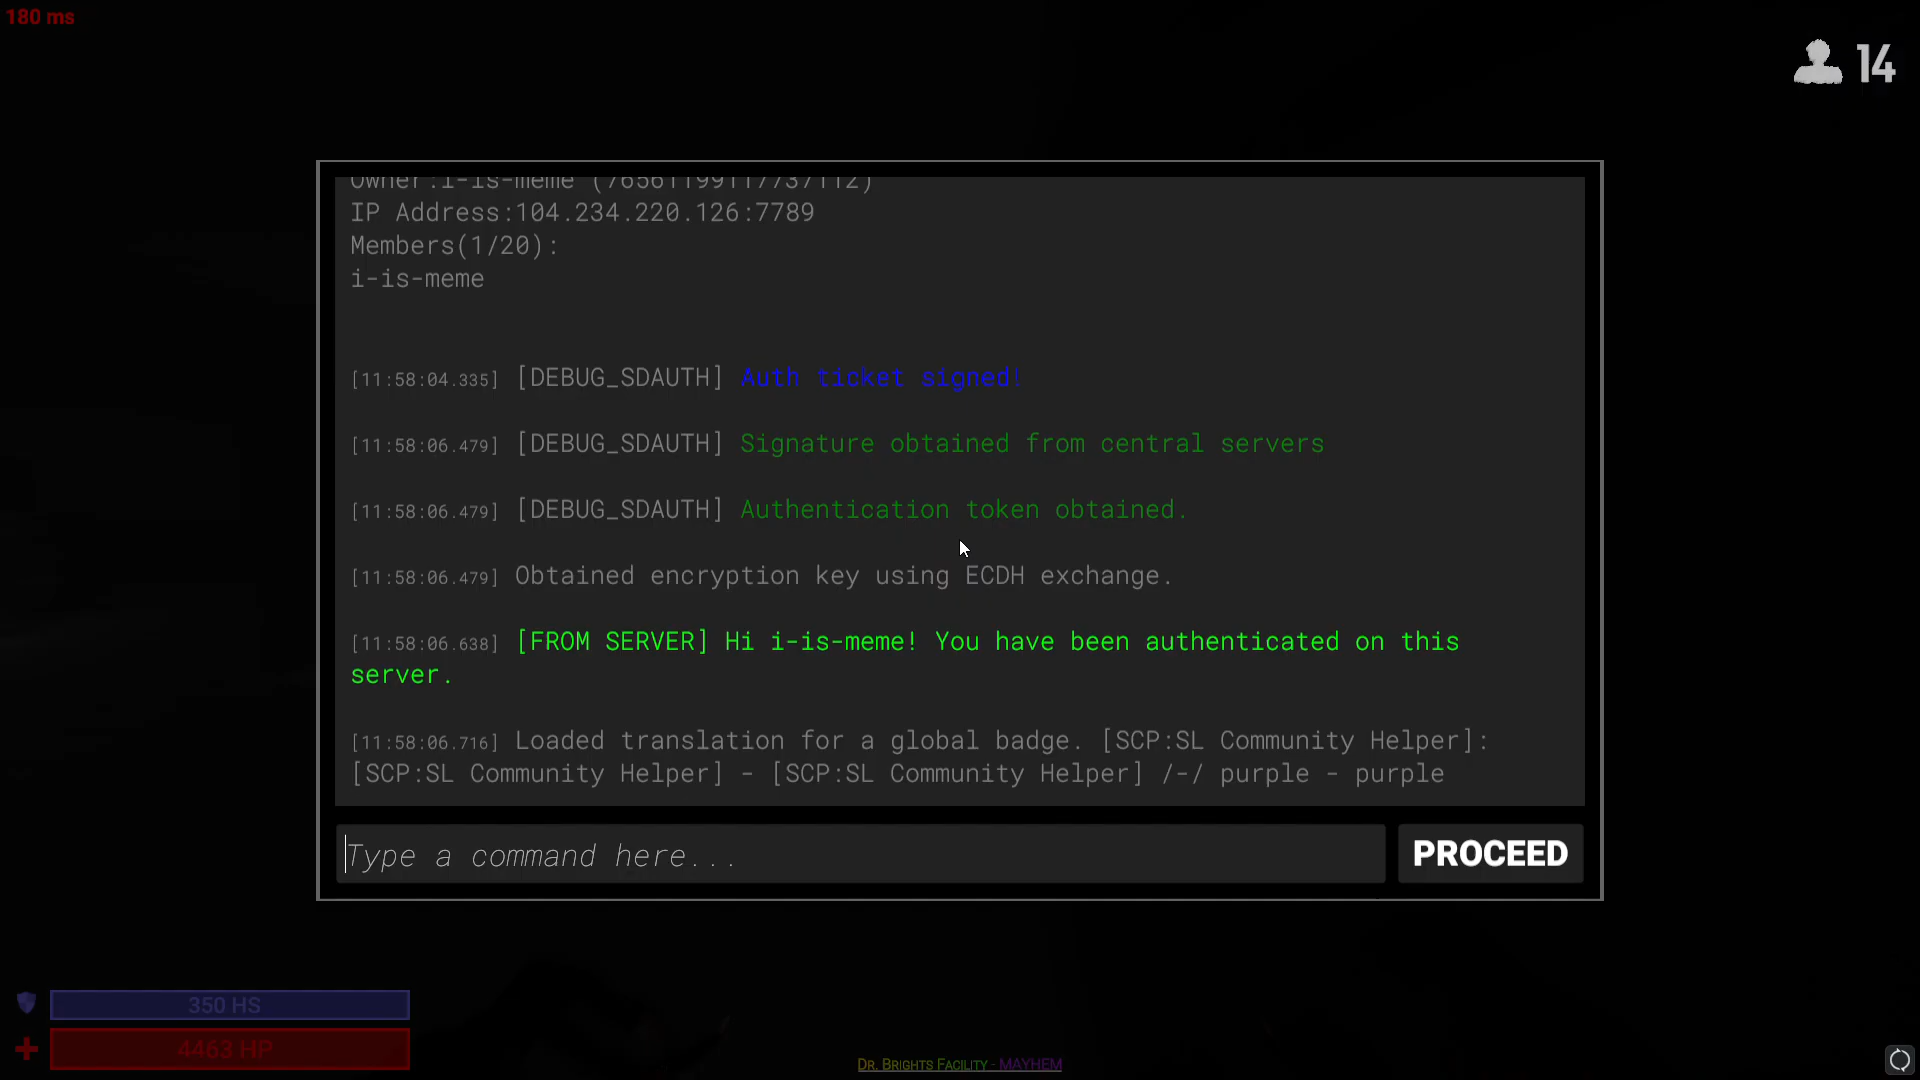 180 ms
14
Owner:i-is-meme (76561199117737112)
IP Address:104.234.220.126:7789
Members(1/20):
i-is-meme
[11:58:04.335] [DEBUG_SDAUTH] Auth ticket signed!
[11:58:06.479] [DEBUG_SDAUTH] Signature obtained from central servers
[11:58:06.479] [DEBUG_SDAUTH] Authentication token obtained.
[11:58:06.479] Obtained encryption key using ECDH exchange.
[11:58:06.638] [FROM SERVER] Hi i-is-meme! You have been authenticated on this
server.
[11:58:06.716] Loaded translation for a global badge. [SCP:SL Community Helper]:
[SCP:SL Community Helper] - [SCP:SL Community Helper] /-/ purple - purple
Type a command here...
PROCEED
350 HS
4463 HP
DR. BRIGHTS FACILITY - MAYHEM